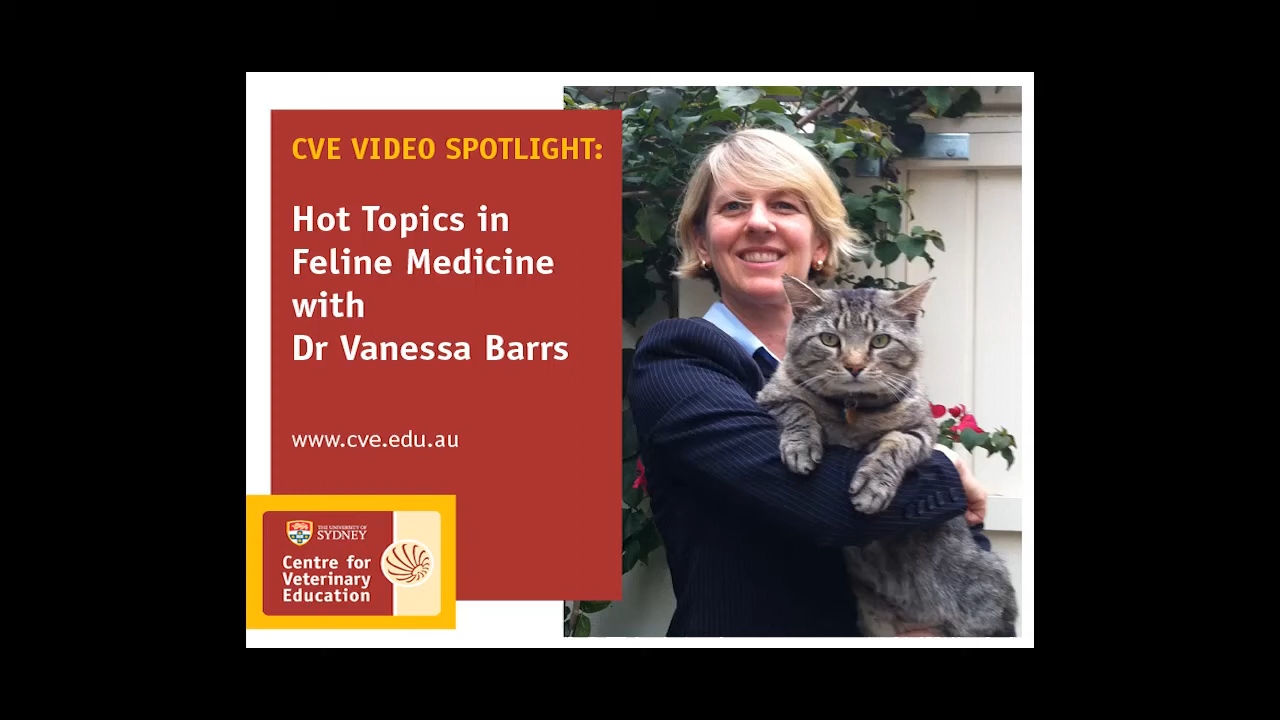 CVE VIDEO SPOTLIGHT:
Hot Topics in
Feline Medicine
with
Dr Vanessa Barrs
www.cve.edu.au
THE UNIVERSITY OF
SYDNEY
Centre for
Veterinary
Education